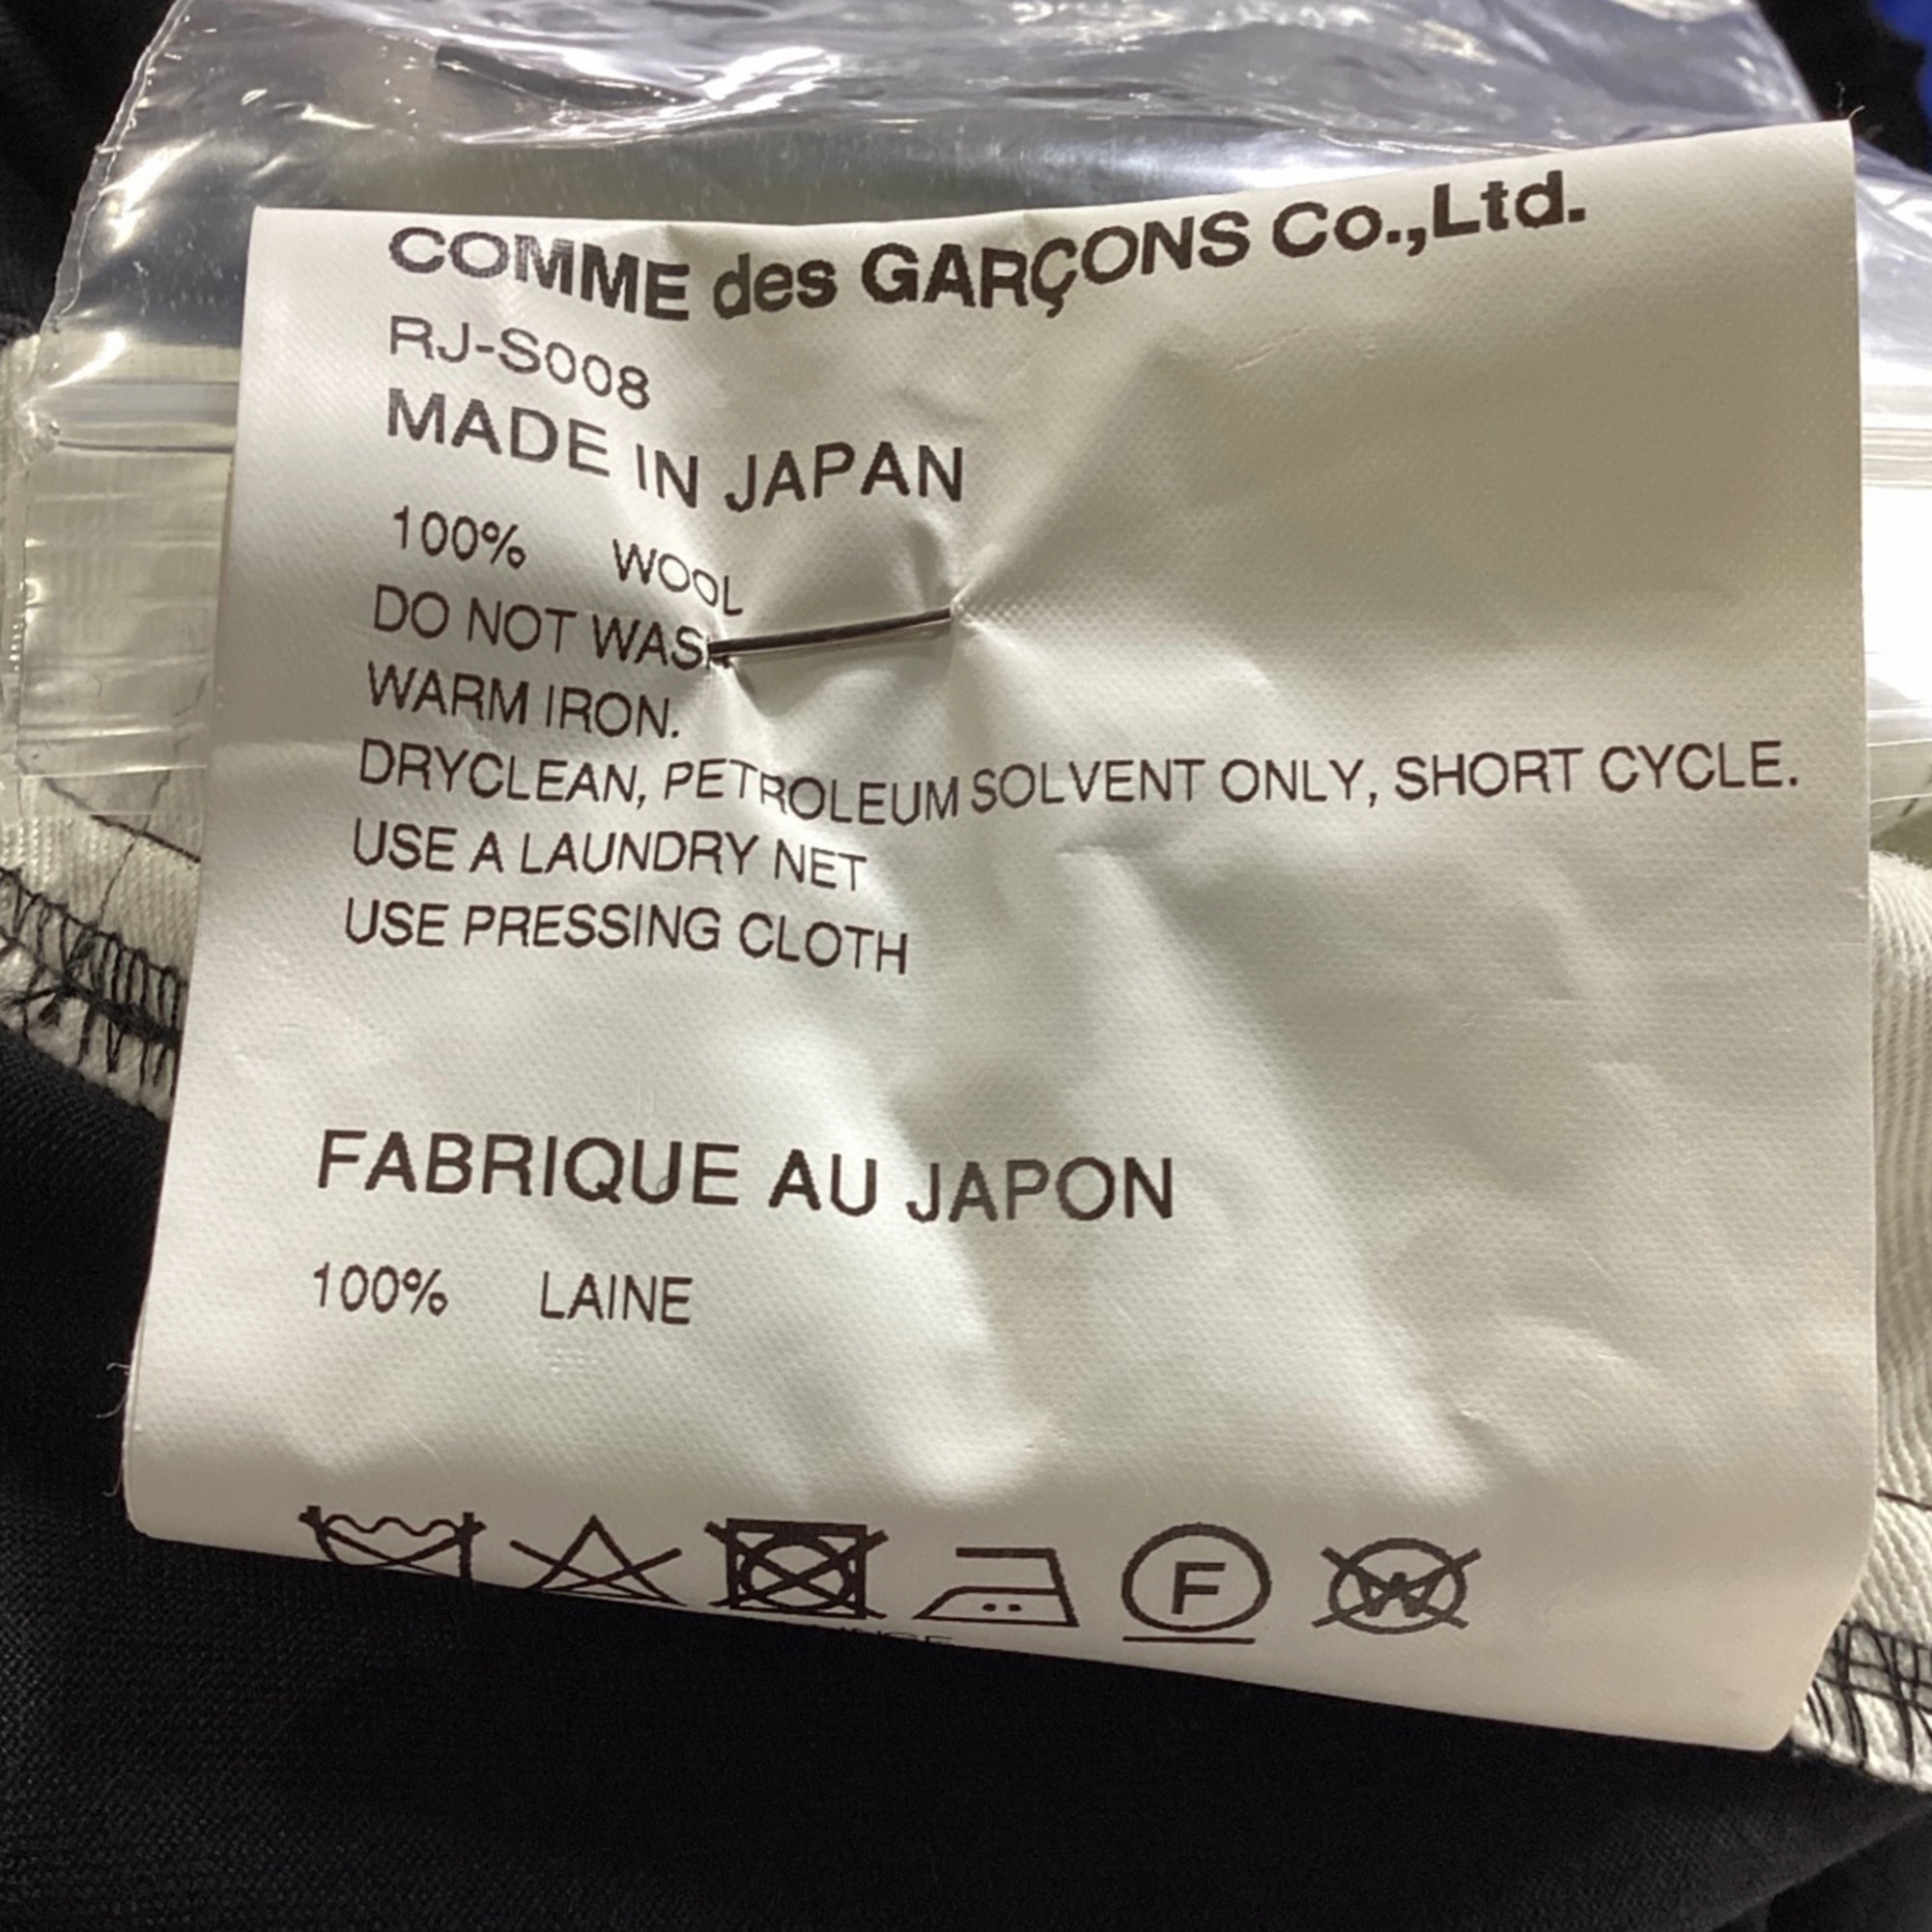 COMME des GARÇONS Co.,Ltd.
RJ-S008
MADE IN JAPAN
100% WOOL
DO NOT WASH
WARM IRON.
DRYCLEAN, PETROLEUM SOLVENT ONLY, SHORT CYCLE.
USE A LAUNDRY NET
USE PRESSING CLOTH
FABRIQUE AU JAPON
100% LAINE
F W